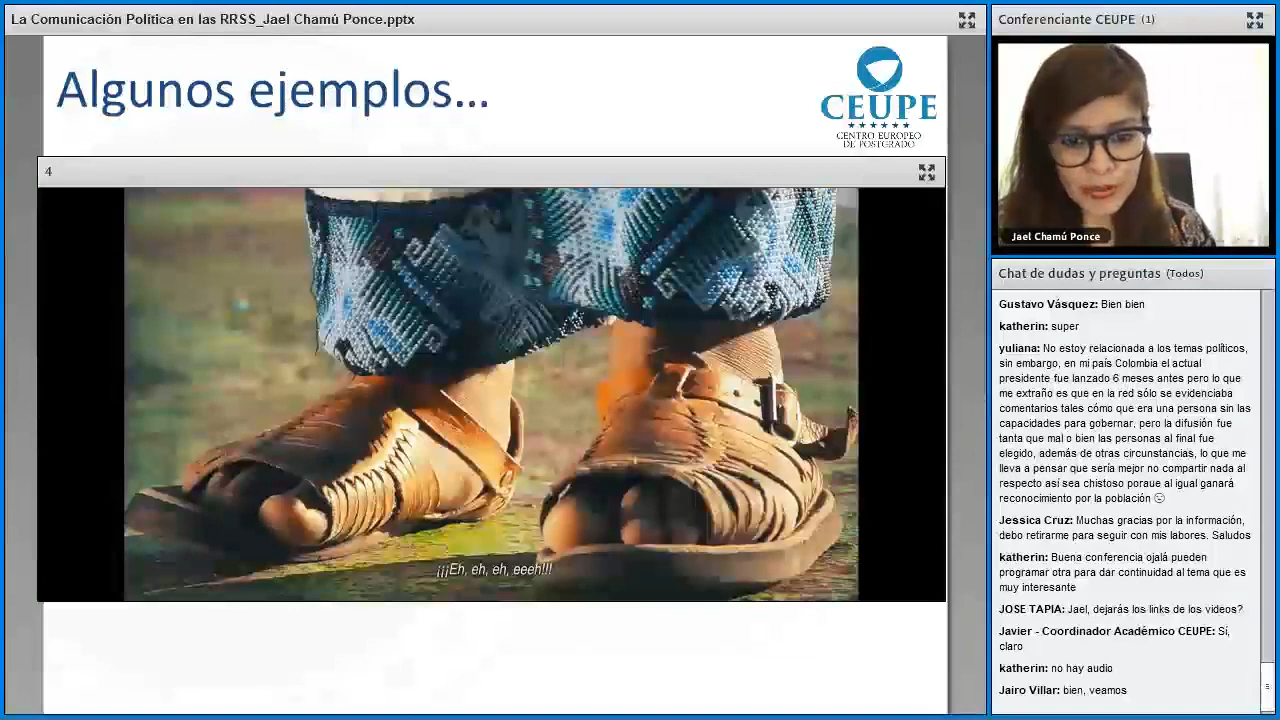 La Comunicación Política en las RRSS_Jael Chamú Ponce.pptx
Algunos ejemplos...
CEUPE
CENTRO EUROPEO
DE POSTGRADO
4
¡¡¡Eh, eh, eh, eeeh!!!
Conferenciante CEUPE (1)
Jael Chamú Ponce
Chat de dudas y preguntas (Todos)
Gustavo Vásquez: Bien bien
katherin: super
yuliana: No estoy relacionada a los temas políticos,
sin embargo, en mi país Colombia el actual
presidente fue lanzado 6 meses antes pero lo que
me extraño es que en la red sólo se evidenciaba
comentarios tales cómo que era una persona sin las
capacidades para gobernar, pero la difusión fue
tanta que mal o bien las personas al final fue
elegido, además de otras circustancias, lo que me
lleva a pensar que sería mejor no compartir nada al
respecto así sea chistoso poraue al igual ganará
reconocimiento por la población
Jessica Cruz: Muchas gracias por la información,
debo retirarme para seguir con mis labores. Saludos
katherin: Buena conferencia ojalá pueden
programar otra para dar continuidad al tema que es
muy interesante
JOSE TAPIA: Jael, dejarás los links de los videos?
Javier - Coordinador Académico CEUPE: Sí,
claro
katherin: no hay audio
Jairo Villar: bien, veamos